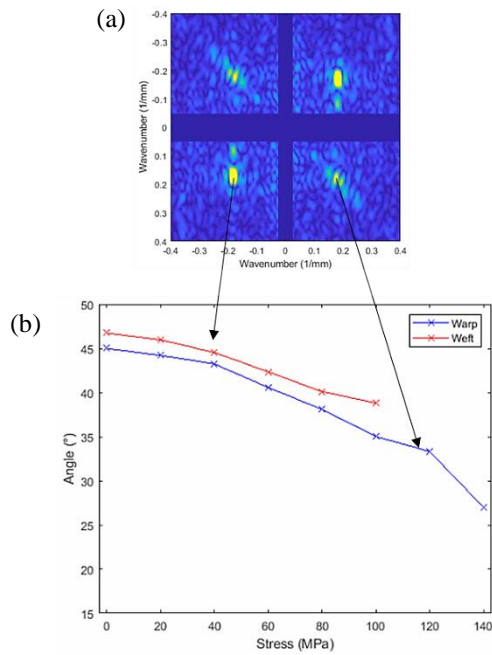 (a)
-0.4
-0.3
-0.2
-0.1
0
0.1
0.2
0.3
0.4
Wavenumber (1/mm)
-0.4 -0.3 -0.2 -0.1 0 0.1 0.2 0.3 0.4
Wavenumber (1/mm)
(b)
50
45
40
35
30
25
20
15
Angle (°)
Warp
Weft
0 20 40 60 80 100 120 140
Stress (MPa)